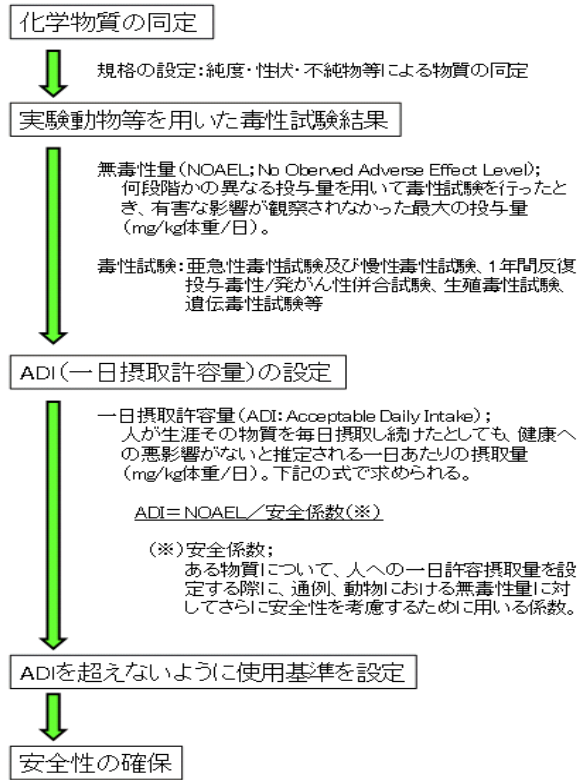 化学物質の同定
規格の設定:純度・性状・不純物等による物質の同定
実験動物等を用いた毒性試験結果
無毒性量(NOAEL;No Oberved Adverse Effect Level);
何段階かの異なる投与量を用いて毒性試験を行ったと
き、有害な影響が観察されなかった最大の投与量
(mg/kg体重/日)。
毒性試験:亜急性毒性試験及び慢性毒性試験、1年間反復
投与毒性/発がん性併合試験、生殖毒性試験、
遺伝毒性試験等
ADI(一日摂取許容量)の設定
一日摂取許容量(ADI:Acceptable Daily Intake);
人が生涯その物質を毎日摂取し続けたとしても、健康へ
の悪影響がないと推定される一日あたりの摂取量
(mg/kg体重/日)。下記の式で求められる。
ADI=NOAEL/安全係数(※)
(※)安全係数;
ある物質について、人への一日許容摂取量を設
定する際に、通例、動物における無毒性量に対
してさらに安全性を考慮するために用いる係数。
ADIを超えないように使用基準を設定
安全性の確保